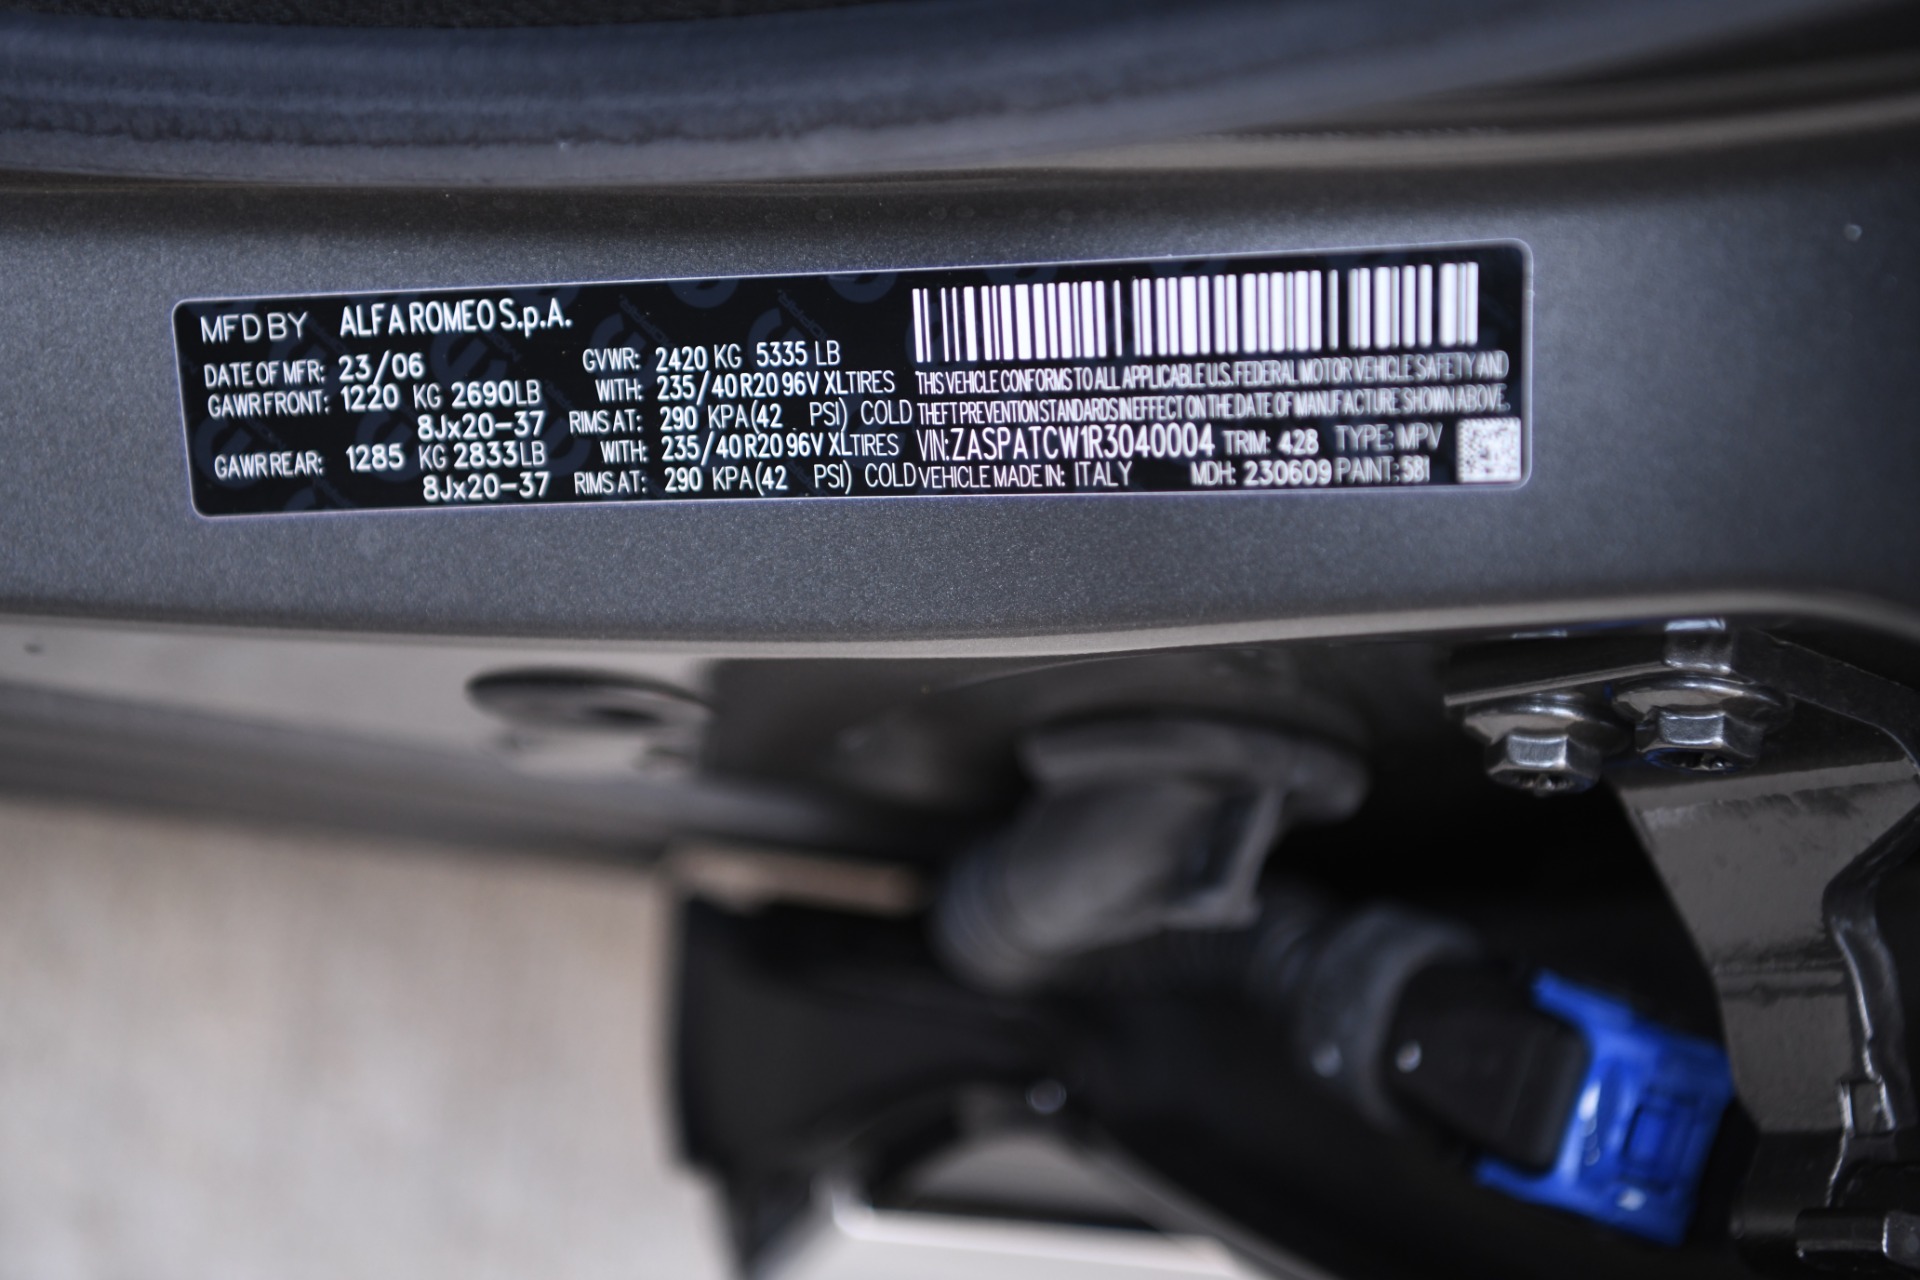 MFD BY ALFA ROMEO S.p.A.
DATE OF MFR: 23/06 GVWR: 2420 KG 5335 LB
GAWR FRONT: 1220 KG 2690LB WITH: 235/40 R20 96V XL TIRES
8Jx20-37 RIMS AT: 290 KPA(42 PSI) COLD
GAWR REAR: 1285 KG 2833LB WITH: 235/40 R20 96V XL TIRES
8Jx20-37 RIMS AT: 290 KPA(42 PSI) COLD
THIS VEHICLE CONFORMS TO ALL APPLICABLE U.S. FEDERAL MOTOR VEHICLE SAFETY AND
THEFT PREVENTION STANDARDS IN EFFECT ON THE DATE OF MANUFACTURE SHOWN ABOVE.
VIN: ZASPATCW1R3040004 TRIM: 428 TYPE: MPV
VEHICLE MADE IN: ITALY MDH: 230609 PAINT: 581